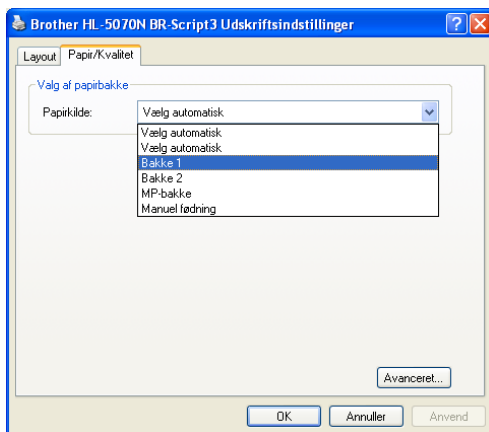 Brother HL-5070N BR-Script3 Udskriftsindstillinger
Layout Papir/Kvalitet
Valg af papirbakke
Papirkilde: Vælg automatisk
Vælg automatisk
Vælg automatisk
Bakke 1
Bakke 2
MP-bakke
Manuel fødning
Avanceret...
OK Annuller Anvend